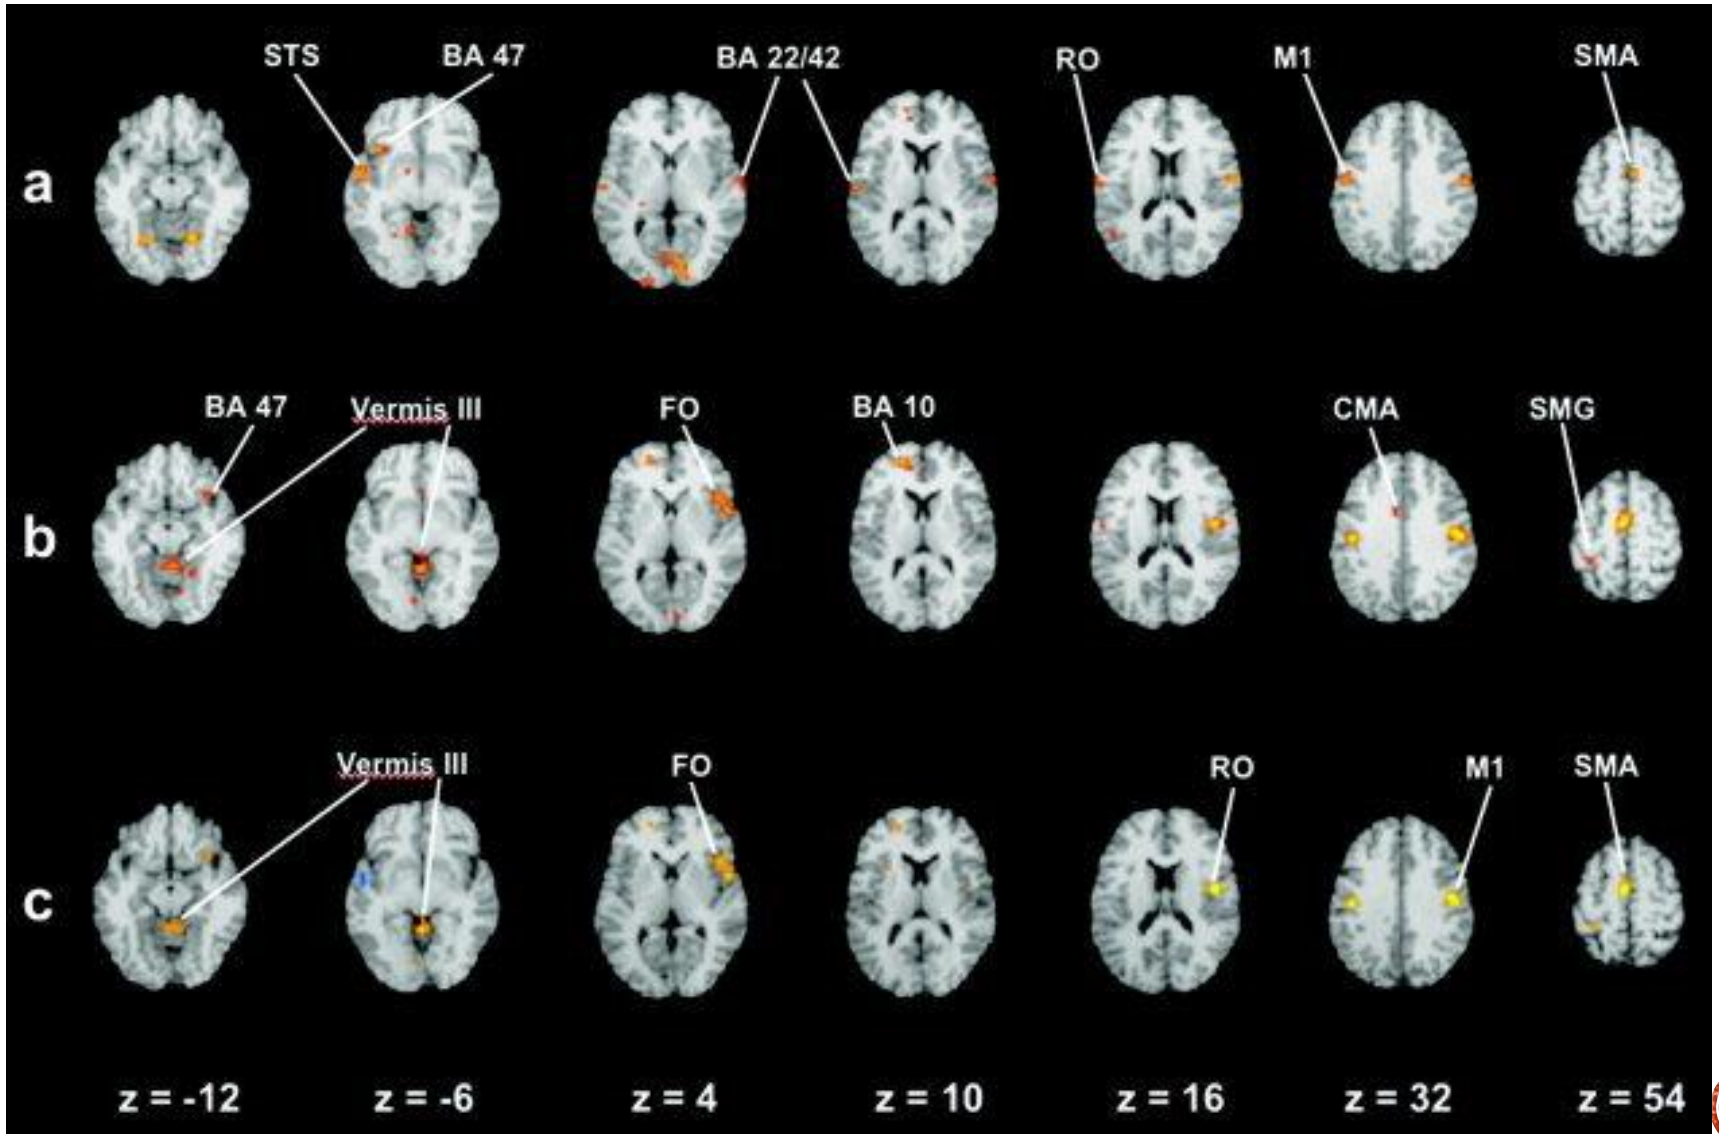 STS BA 47 BA 22/42 RO M1 SMA
a
BA 47 Vermis III FO BA 10 CMA SMG
b
Vermis III FO RO M1 SMA
c
z = -12 z = -6 z = 4 z = 10 z = 16 z = 32 z = 54